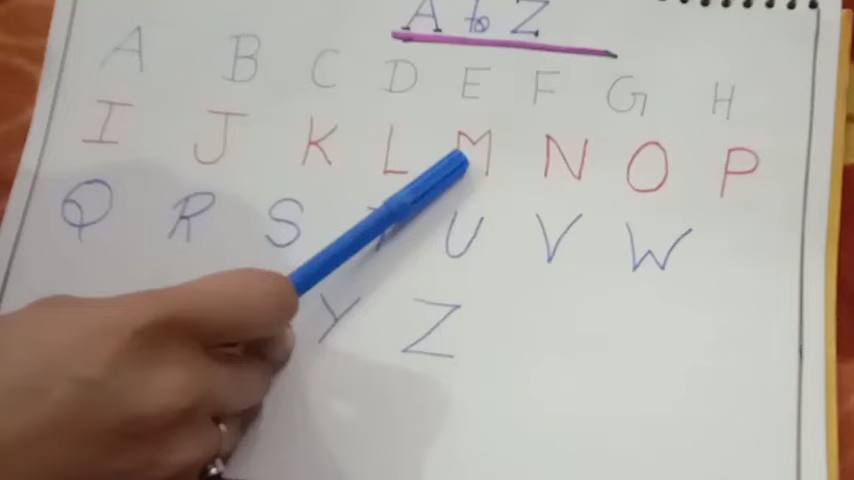 A to Z
A B C D E F G H
I J K L M N O P
Q R S T U V W
Y Z